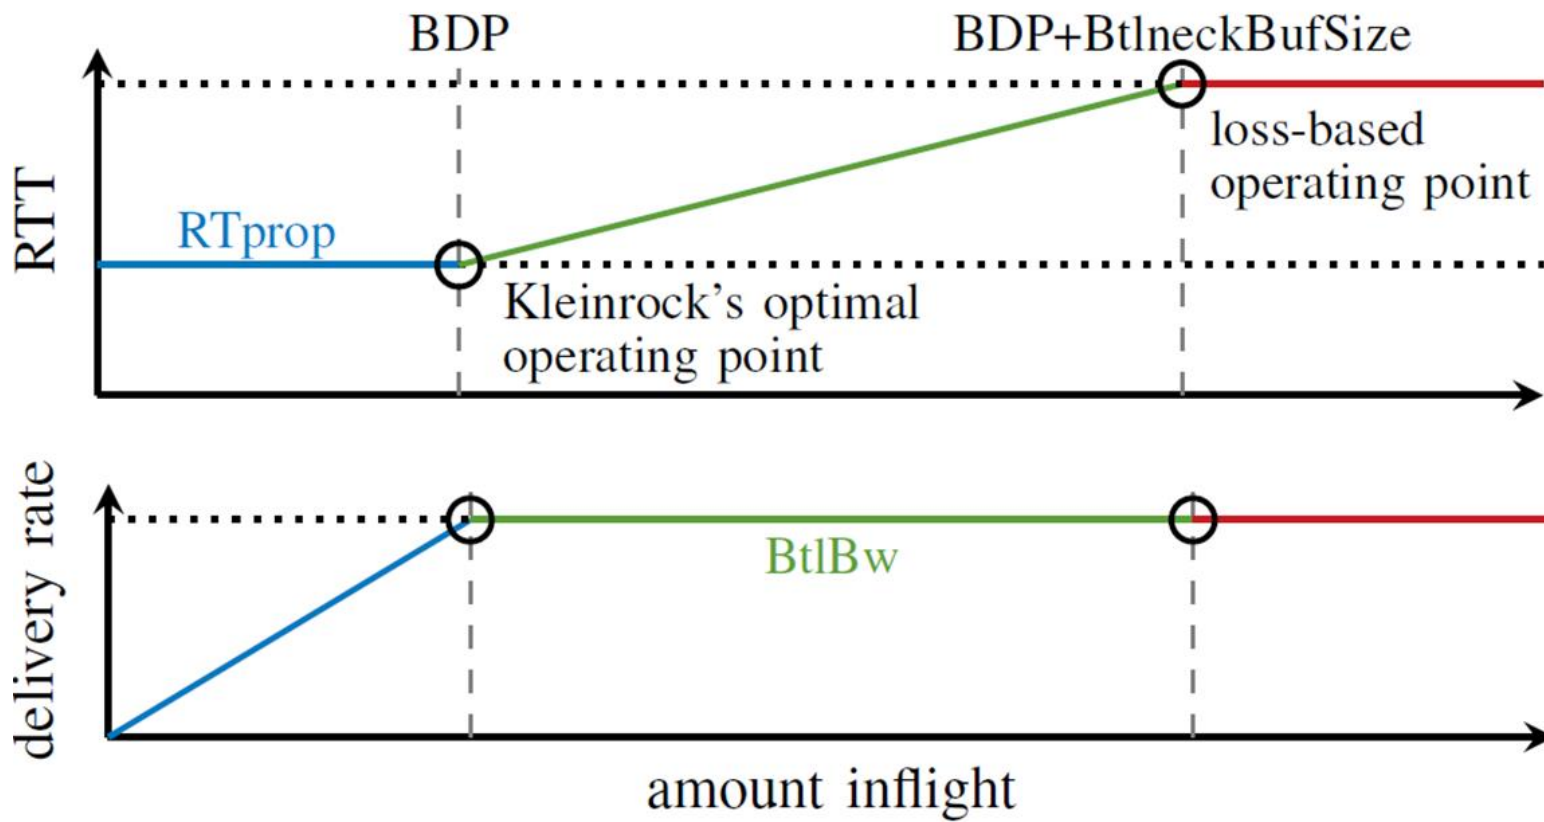 BDP
BDP+BtlneckBufSize
RTT
RTprop
loss-based
operating point
Kleinrock's optimal
operating point
delivery rate
BtlBw
amount inflight